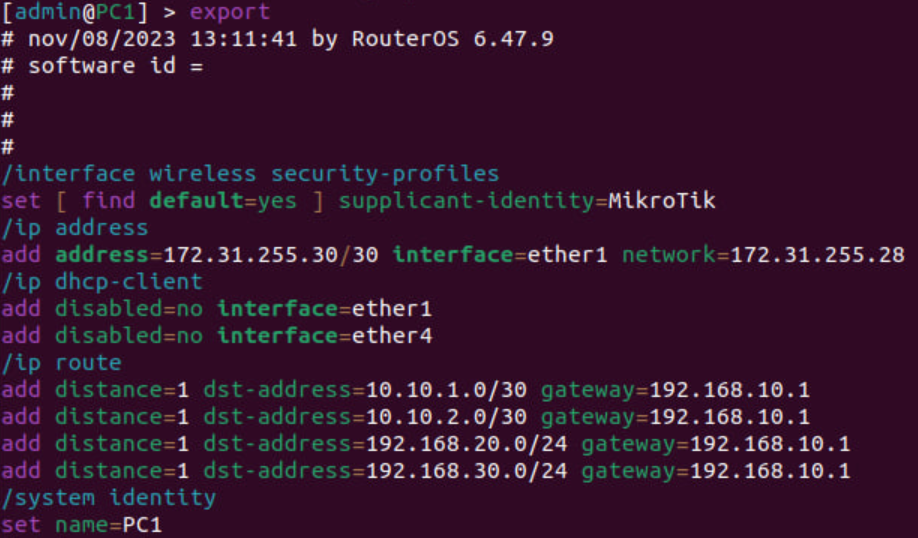 [admin@PC1] > export
# nov/08/2023 13:11:41 by RouterOS 6.47.9
# software id =
#
#
#
/interface wireless security-profiles
set [ find default=yes ] supplicant-identity=MikroTik
/ip address
add address=172.31.255.30/30 interface=ether1 network=172.31.255.28
/ip dhcp-client
add disabled=no interface=ether1
add disabled=no interface=ether4
/ip route
add distance=1 dst-address=10.10.1.0/30 gateway=192.168.10.1
add distance=1 dst-address=10.10.2.0/30 gateway=192.168.10.1
add distance=1 dst-address=192.168.20.0/24 gateway=192.168.10.1
add distance=1 dst-address=192.168.30.0/24 gateway=192.168.10.1
/system identity
set name=PC1